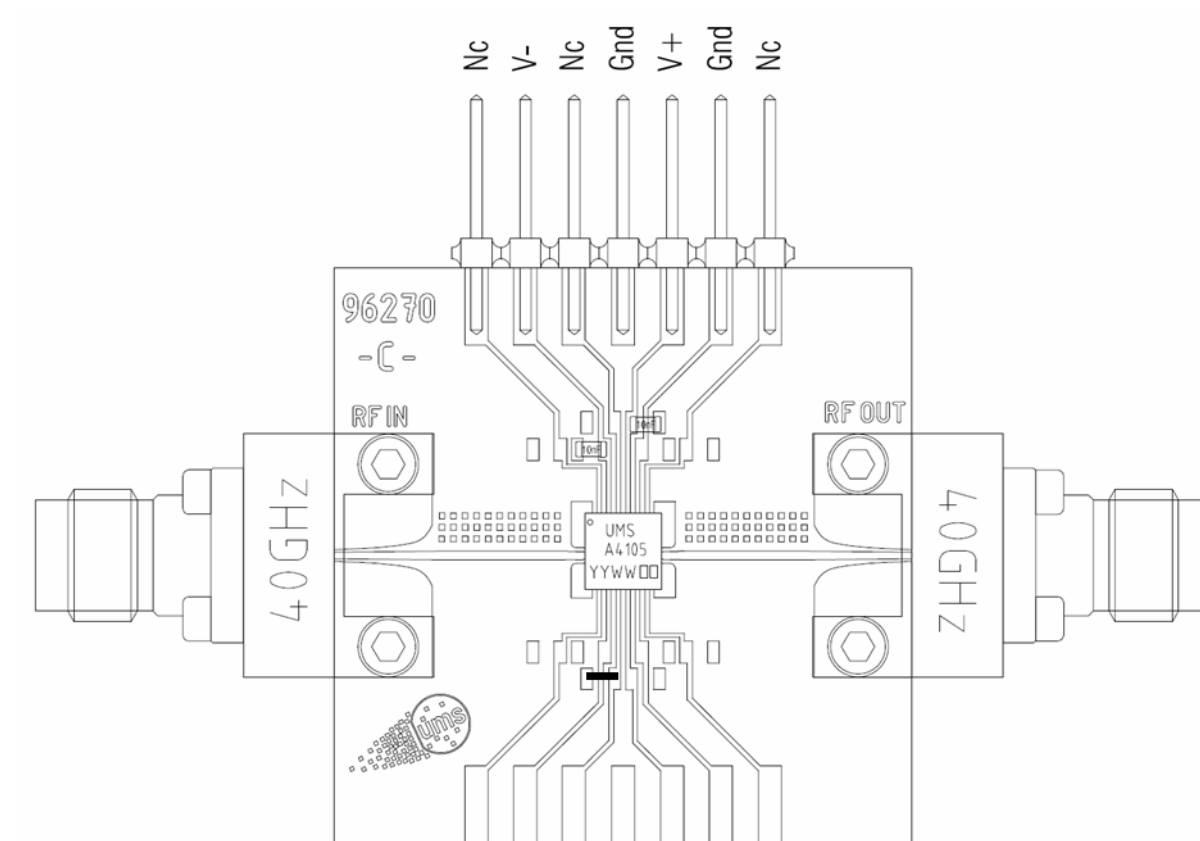 Nc V- Nc Gnd V+ Gnd Nc
96270
-C-
RF IN
RF OUT
10nF
10nF
40GHz
40GHz
UMS
A4105
YYWW
ums